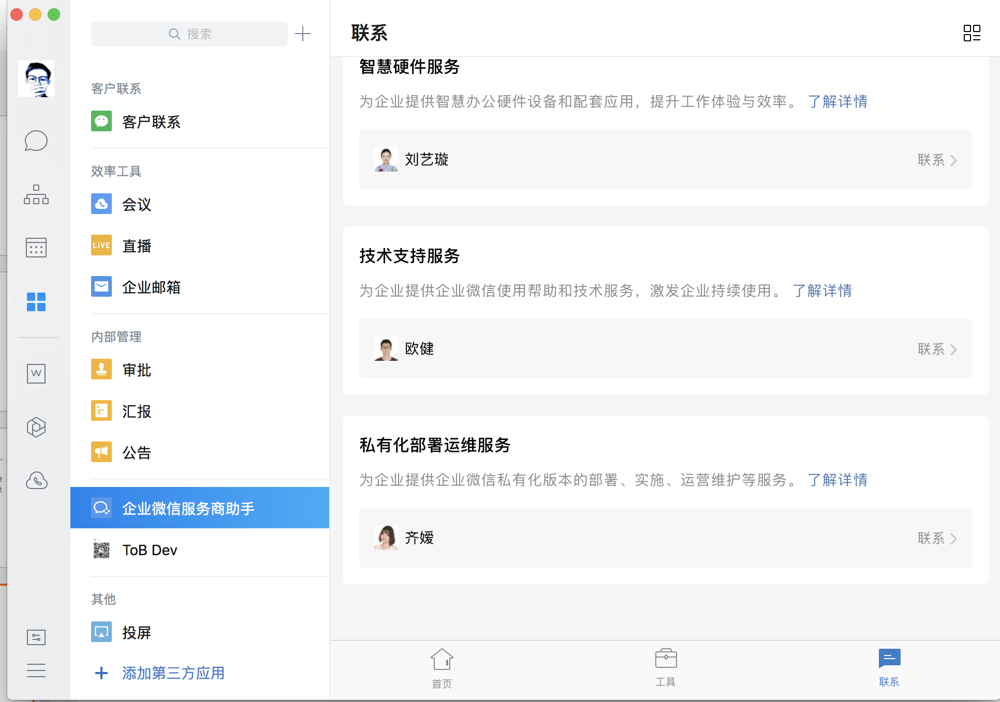 搜索
客户联系
客户联系
效率工具
会议
LIVE
直播
企业邮箱
内部管理
审批
汇报
公告
企业微信服务商助手
ToB Dev
其他
投屏
添加第三方应用
W
联系
智慧硬件服务
为企业提供智慧办公硬件设备和配套应用，提升工作体验与效率。 了解详情
刘艺璇
联系
技术支持服务
为企业提供企业微信使用帮助和技术服务，激发企业持续使用。 了解详情
欧健
联系
私有化部署运维服务
为企业提供企业微信私有化版本的部署、实施、运营维护等服务。 了解详情
齐嫒
联系
首页
工具
联系